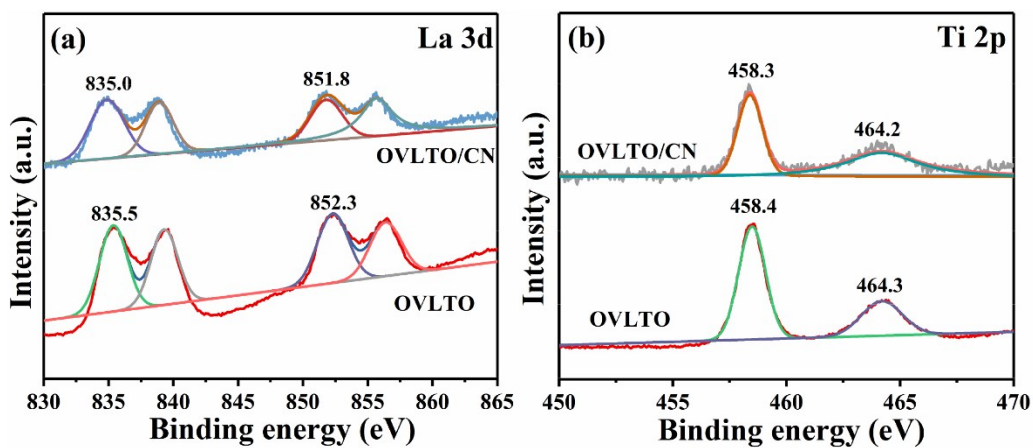 (a)
La 3d
835.0
851.8
OVLTO/CN
835.5
852.3
OVLTO
Intensity (a.u.)
830 835 840 845 850 855 860 865
Binding energy (eV)
(b)
Ti 2p
458.3
464.2
OVLTO/CN
458.4
464.3
OVLTO
Intensity (a.u.)
450 455 460 465 470
Binding energy (eV)